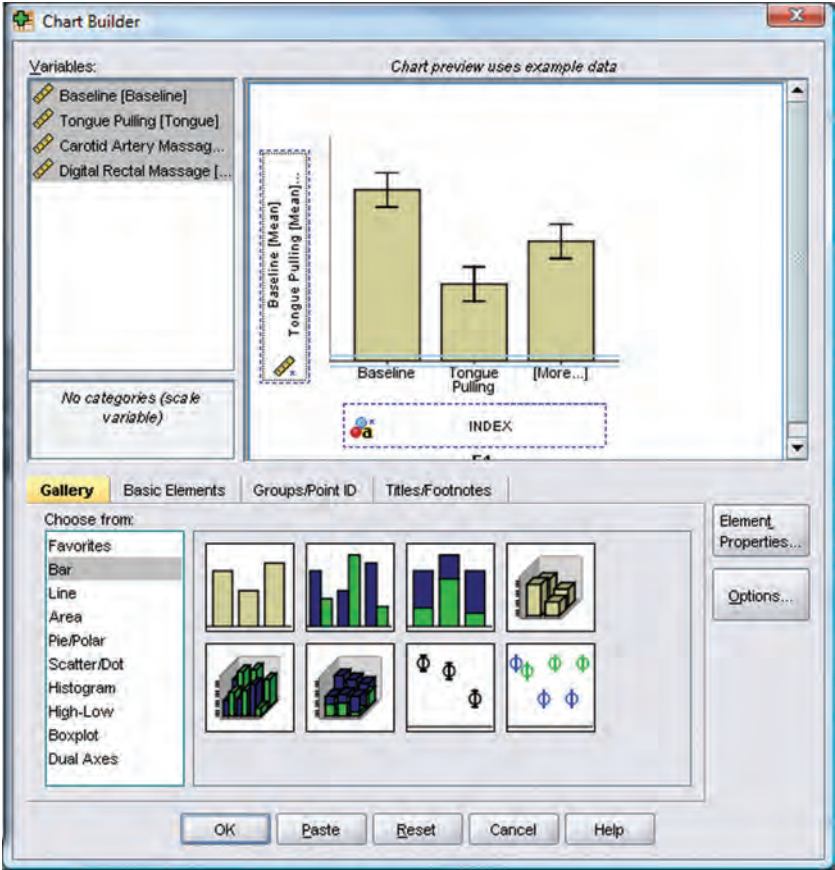 Chart Builder
Variables:
Chart preview uses example data
Baseline [Baseline]
Tongue Pulling [Tongue]
Carotid Artery Massag...
Digital Rectal Massage [...
No categories (scale
variable)
Baseline [Mean]
Tongue Pulling [Mean]...
Baseline
Tongue
Pulling
[More...]
a
INDEX
Gallery
Basic Elements
Groups/Point ID
Titles/Footnotes
Choose from:
Favorites
Bar
Line
Area
Pie/Polar
Scatter/Dot
Histogram
High-Low
Boxplot
Dual Axes
Element
Properties...
Options...
OK
Paste
Reset
Cancel
Help